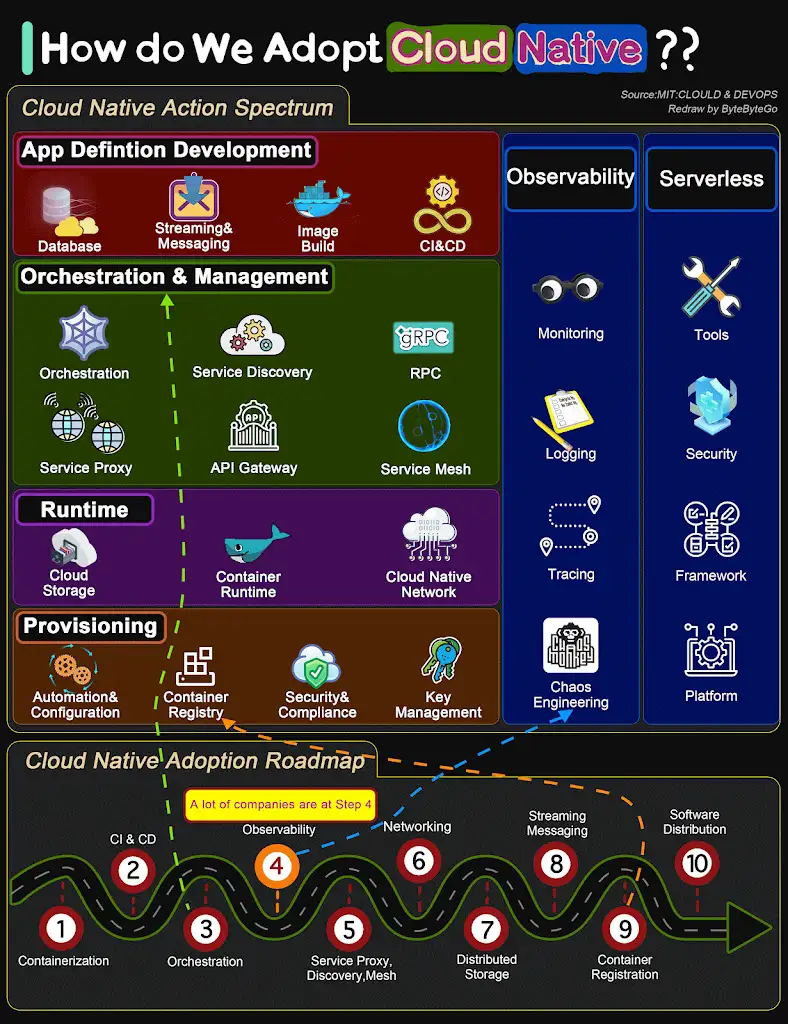 How do We Adopt Cloud Native ??
Source:MIT:CLOULD & DEVOPS
Redraw by ByteByteGo
Cloud Native Action Spectrum
App Defintion Development
Database
Streaming&
Messaging
Image
Build
CI&CD
Orchestration & Management
Orchestration
Service Discovery
gRPC
RPC
Service Proxy
API
API Gateway
Service Mesh
Runtime
Cloud
Storage
Container
Runtime
Cloud Native
Network
Provisioning
Automation&
Configuration
Container
Registry
Security&
Compliance
Key
Management
Observability
Monitoring
Logging
Tracing
Chaos
Engineering
Serverless
Tools
Security
Framework
Platform
Cloud Native Adoption Roadmap
A lot of companies are at Step 4
1
Containerization
CI & CD
2
3
Orchestration
Observability
4
5
Service Proxy,
Discovery,Mesh
Networking
6
7
Distributed
Storage
Streaming
Messaging
8
9
Container
Registration
Software
Distribution
10